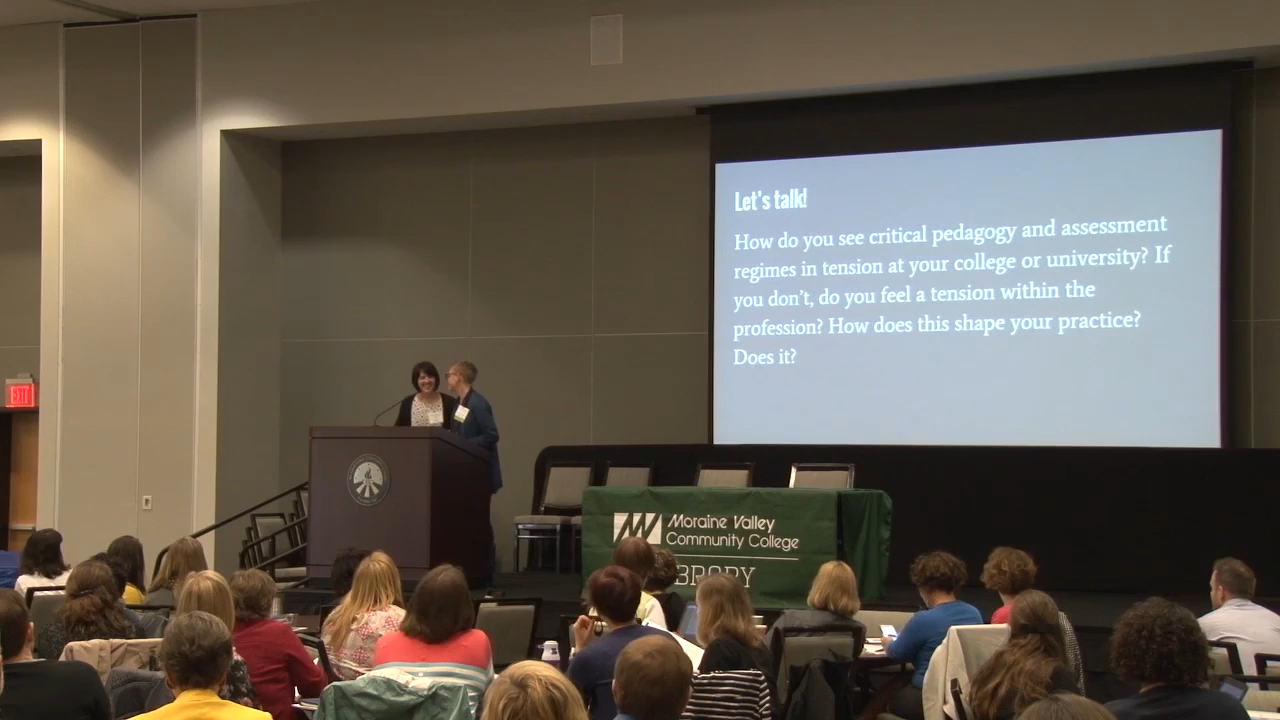 Let's talk!
How do you see critical pedagogy and assessment
regimes in tension at your college or university? If
you don't, do you feel a tension within the
profession? How does this shape your practice?
Does it?
EXIT
Moraine Valley
Community College